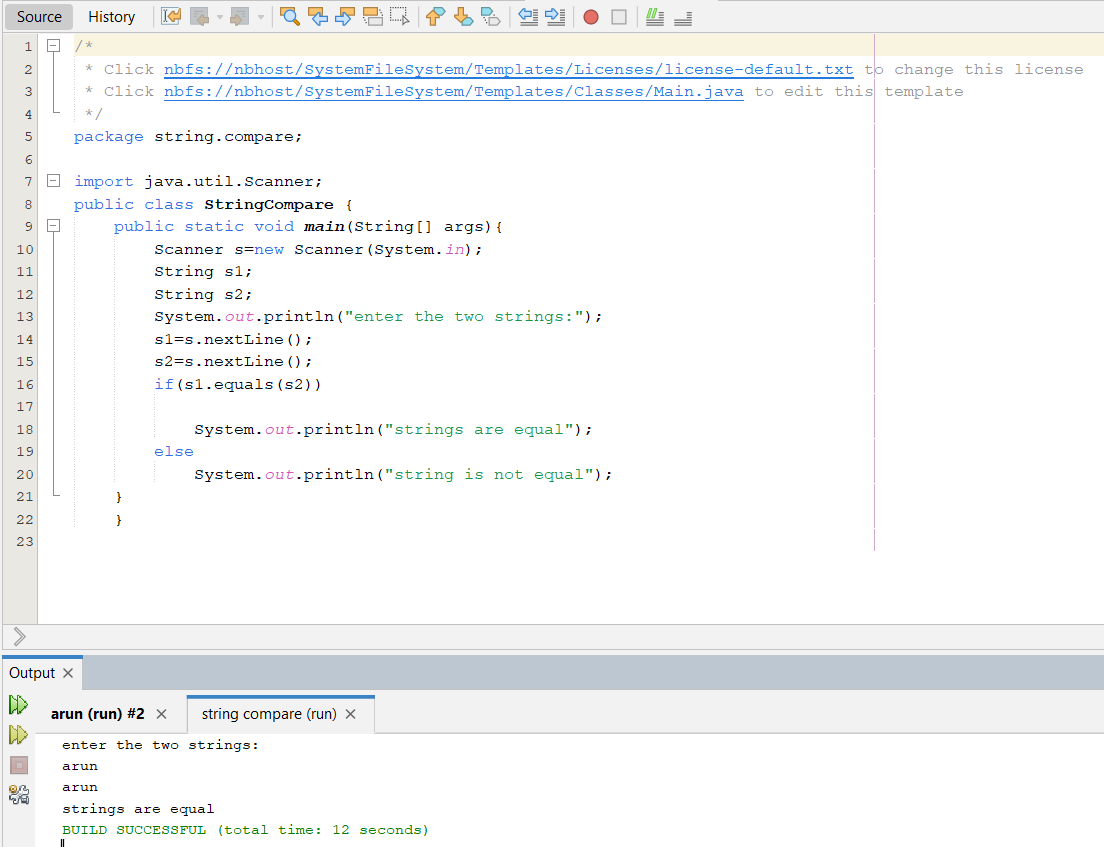 Source History
1 /*
2 * Click nbfs://nbhost/SystemFileSystem/Templates/Licenses/license-default.txt to change this license
3 * Click nbfs://nbhost/SystemFileSystem/Templates/Classes/Main.java to edit this template
4 */
5 package string.compare;
6
7 import java.util.Scanner;
8 public class StringCompare {
9 public static void main(String[] args){
10 Scanner s=new Scanner(System.in);
11 String s1;
12 String s2;
13 System.out.println("enter the two strings:");
14 s1=s.nextLine();
15 s2=s.nextLine();
16 if(s1.equals(s2))
17
18 System.out.println("strings are equal");
19 else
20 System.out.println("string is not equal");
21 }
22 }
23
Output
arun (run) #2 string compare (run)
enter the two strings:
arun
arun
strings are equal
BUILD SUCCESSFUL (total time: 12 seconds)